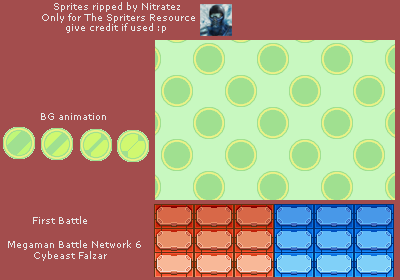 Sprites ripped by Nitratez
Only for The Spriters Resource
give credit if used :p
BG animation
First Battle
Megaman Battle Network 6
Cybeast Falzar